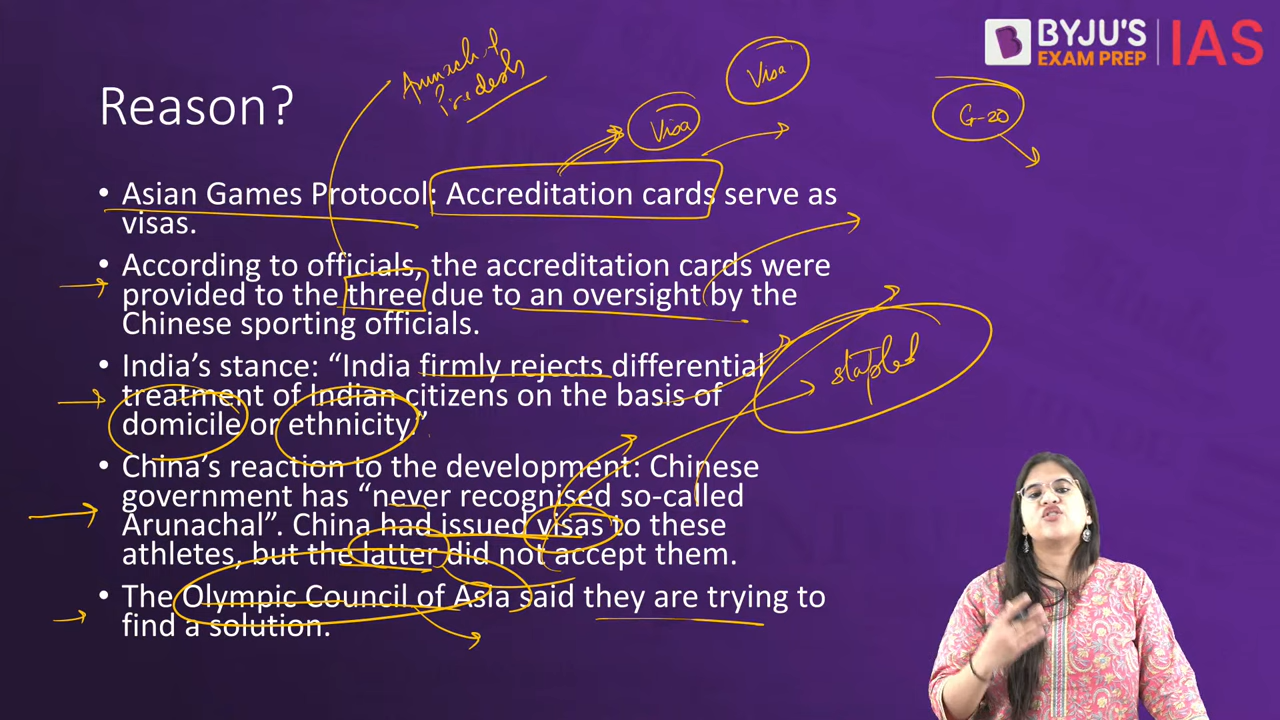 BYJU'S IAS
EXAM PREP
Arunachal
Pradesh
Visa
Visa
G-20
Reason?
• Asian Games Protocol: Accreditation cards serve as
visas.
• According to officials, the accreditation cards were
provided to the three due to an oversight by the
Chinese sporting officials.
• India's stance: "India firmly rejects differential
treatment of Indian citizens on the basis of
domicile or ethnicity."
stapled
• China's reaction to the development: Chinese
government has "never recognised so-called
Arunachal". China had issued visas to these
athletes, but the latter did not accept them.
• The Olympic Council of Asia said they are trying to
find a solution.